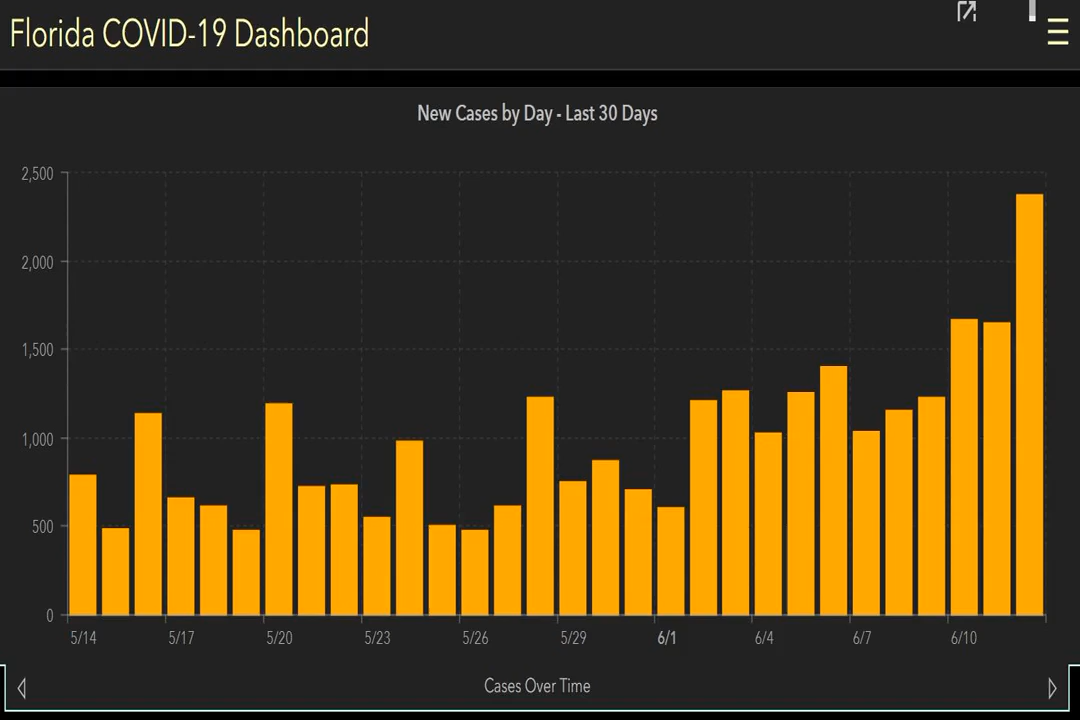 Florida COVID-19 Dashboard
New Cases by Day - Last 30 Days
2,500
2,000
1,500
1,000
500
0
5/14 5/17 5/20 5/23 5/26 5/29 6/1 6/4 6/7 6/10
Cases Over Time